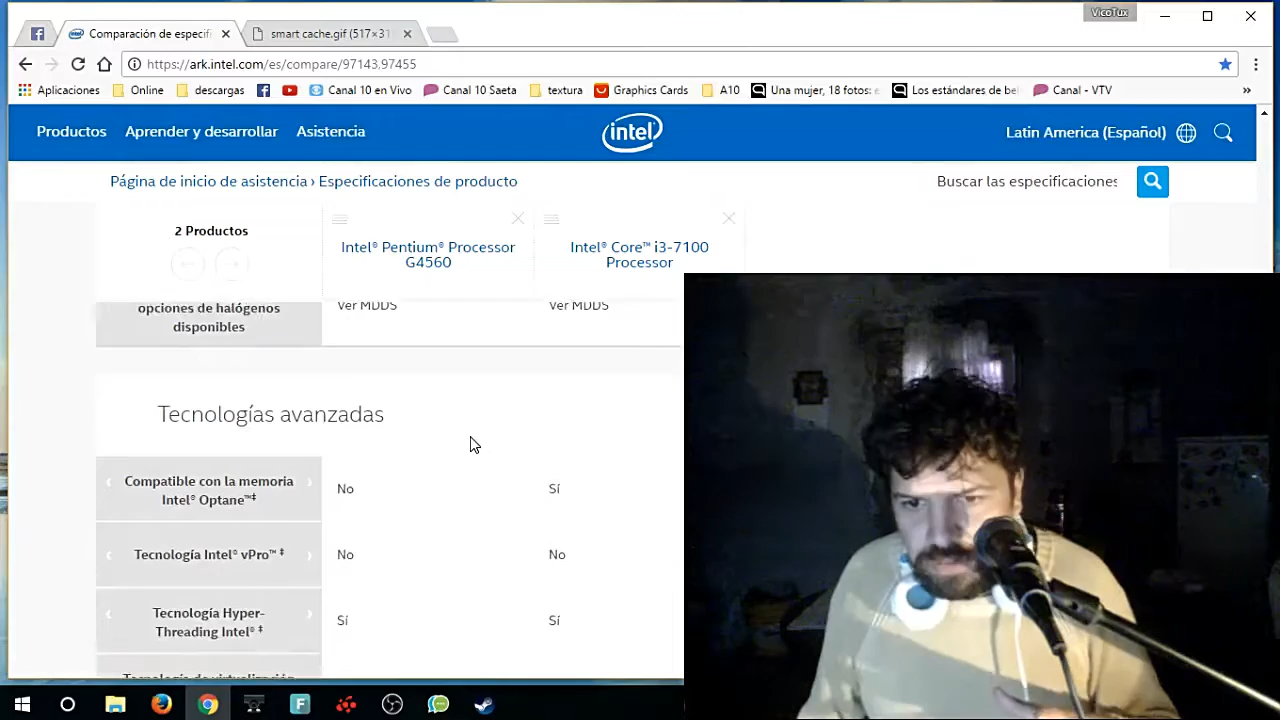 VicoTux
Comparación de especifi
smart cache.gif (517×31
https://ark.intel.com/es/compare/97143,97455
Aplicaciones
Online
descargas
Canal 10 en Vivo
Canal 10 Saeta
textura
Graphics Cards
A10
Una mujer, 18 fotos: e
Los estándares de bel
Canal - VTV
»
Productos
Aprender y desarrollar
Asistencia
intel
Latin America (Español)
Página de inicio de asistencia › Especificaciones de producto
Buscar las especificaciones
2 Productos
Intel® Pentium® Processor
G4560
Intel® Core™ i3-7100
Processor
opciones de halógenos
disponibles
Ver MDDS
Ver MDDS
Tecnologías avanzadas
Compatible con la memoria
Intel® Optane™‡
No
Sí
Tecnología Intel® vPro™ ‡
No
No
Tecnología Hyper-
Threading Intel® ‡
Sí
Sí
Tecnología de virtualización